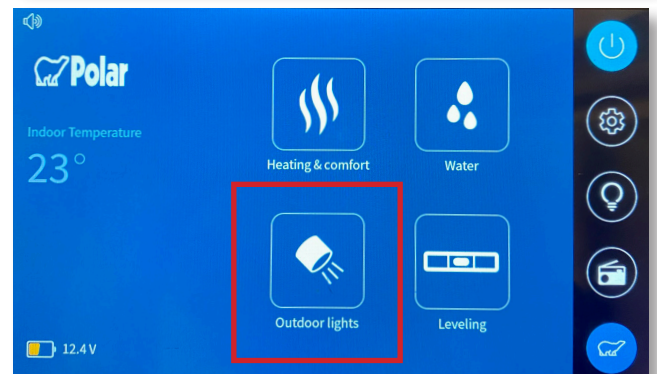 Polar
Indoor Temperature
23°
Heating & comfort
Water
Outdoor lights
Leveling
12.4 V